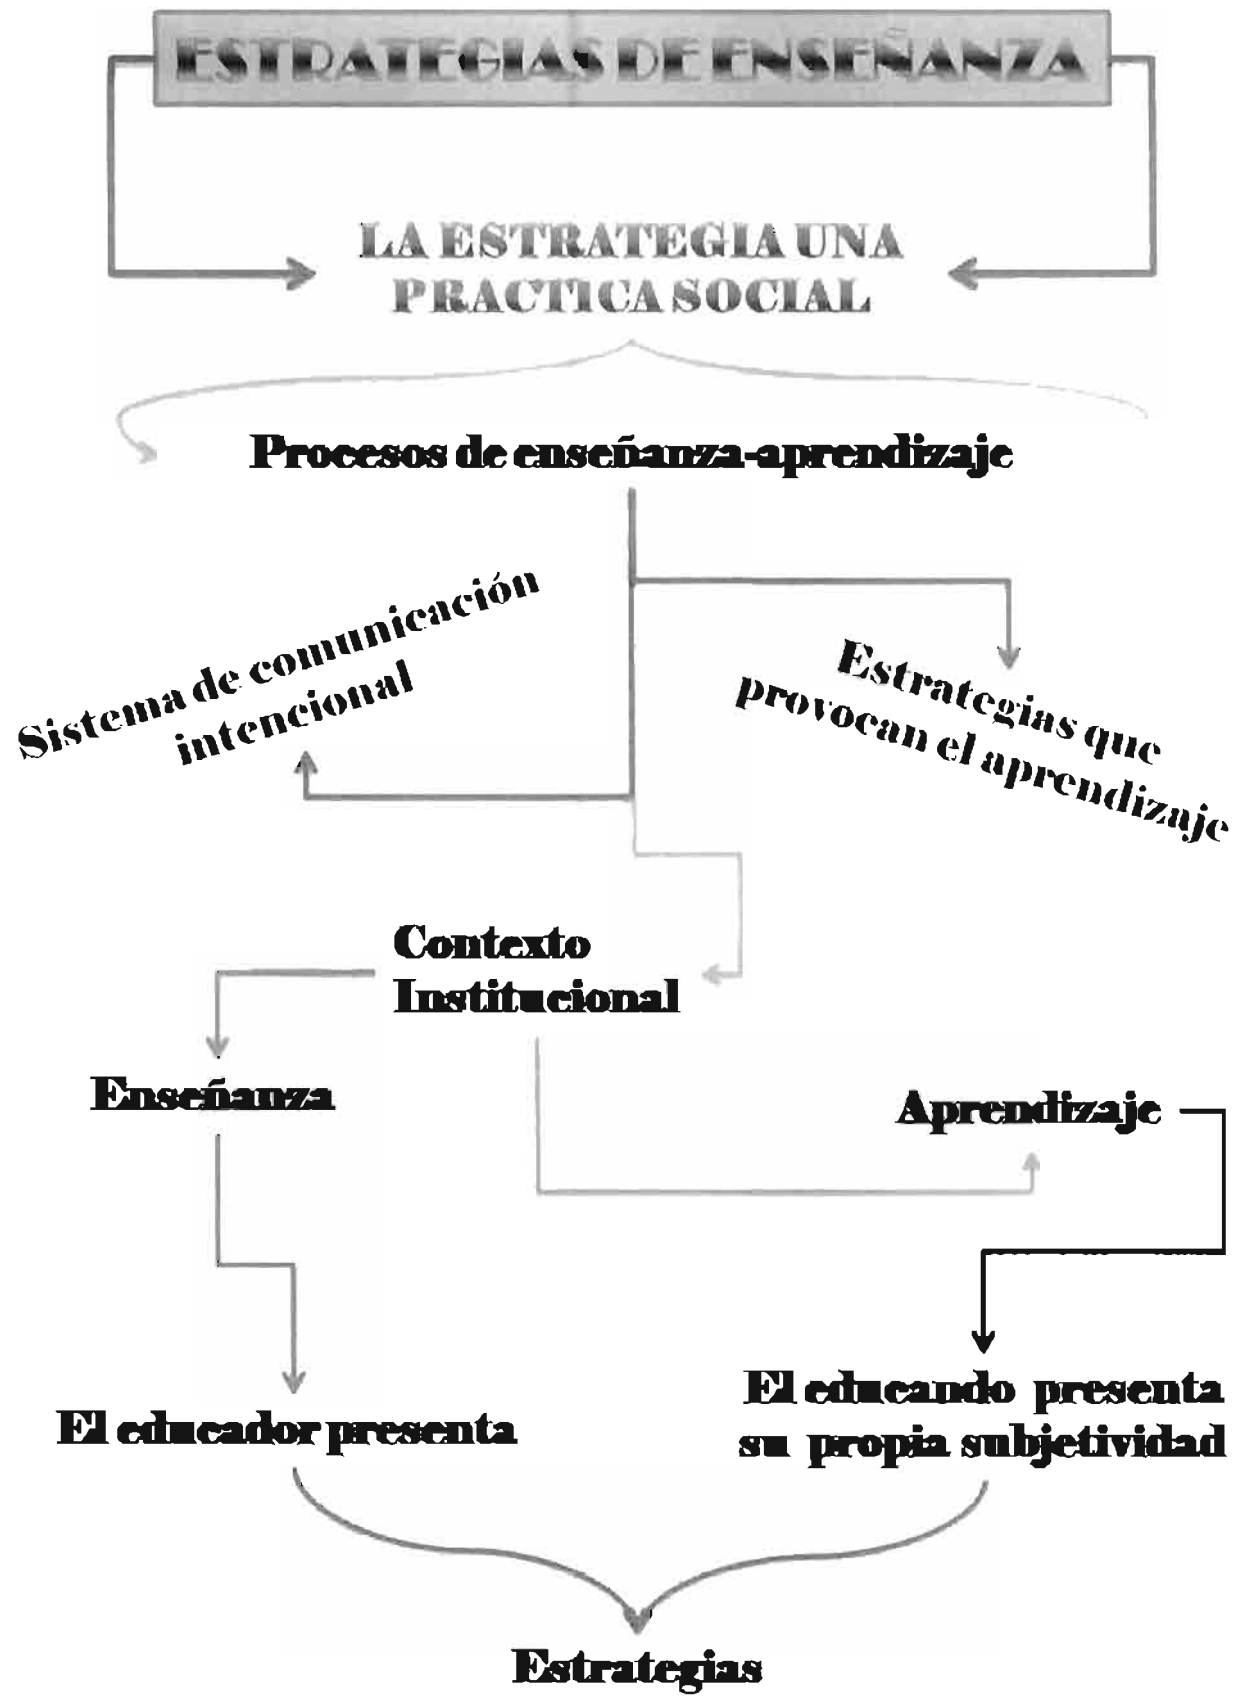 ESTRATEGIAS DE ENSEÑANZA
LA ESTRATEGIA UNA
PRACTICA SOCIAL
Procesos de enseñanza-aprendizaje
Sistema de comunicación
intencional
Estrategias que
provocan el aprendizaje
Contexto
Institucional
Enseñanza
Aprendizaje
El educador presenta
El educando presenta
su propia subjetividad
Estrategias